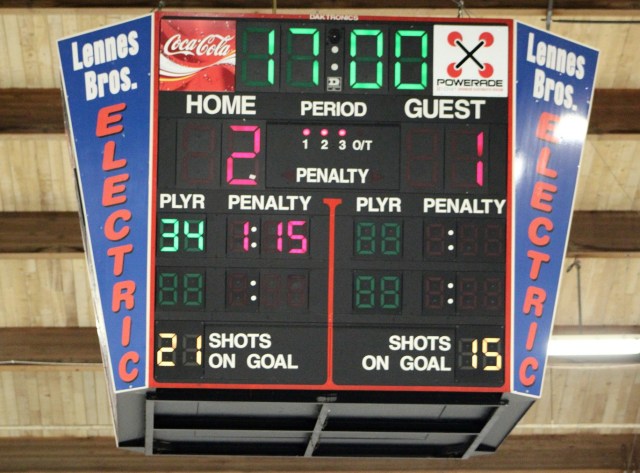 DAKTRONICS
Coca-Cola
17:00
POWERADE
Lennes
Bros.
ELECTRIC
Lennes
Bros.
ELECTRIC
HOME PERIOD GUEST
2 1 2 3 O/T 1
PENALTY
PLYR PENALTY PLYR PENALTY
34 1:15 :
: :
21 SHOTS
ON GOAL
SHOTS
ON GOAL 15